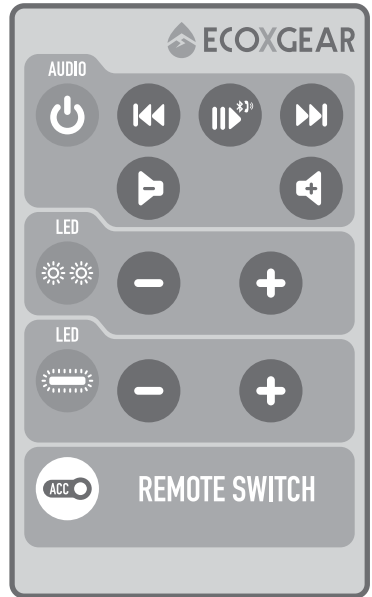 ECOXGEAR
AUDIO
LED
LED
ACC
REMOTE SWITCH